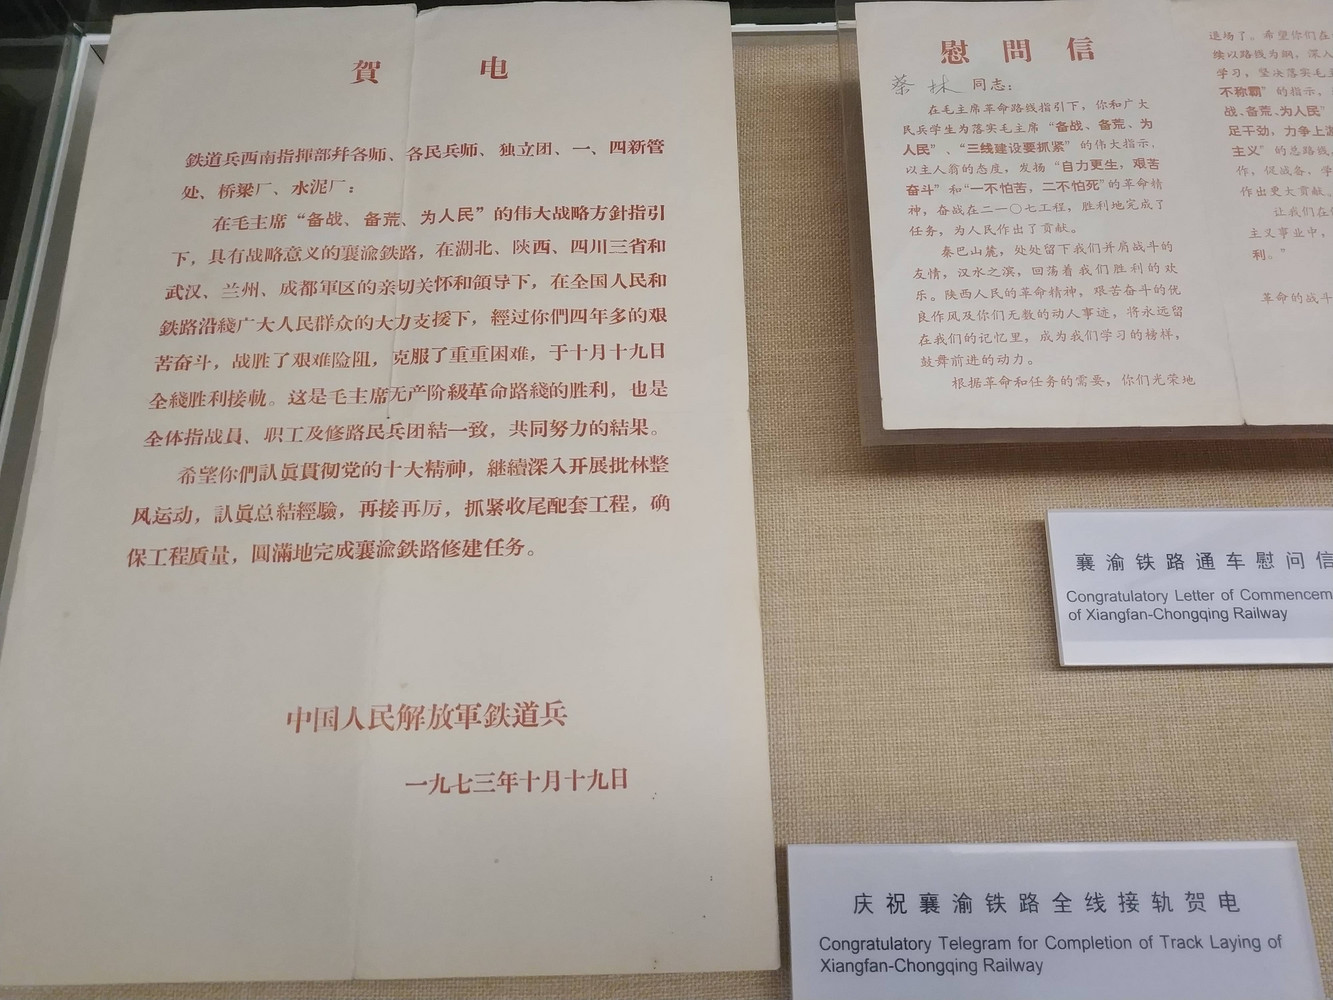 賀 电
鉄道兵西南指揮部幷各师、各民兵师、独立团、一、四新管
处、桥梁厂、水泥厂：
在毛主席“备战、备荒、为人民”的伟大战略方針指引
下，具有战略意义的襄渝鉄路，在湖北、陝西、四川三省和
武汉、兰州、成都軍区的亲切关怀和領导下，在全国人民和
鉄路沿綫广大人民群众的大力支援下，經过你們四年多的艰
苦奋斗，战胜了艰难险阻，克服了重重困难，于十月十九日
全綫胜利接軌。这是毛主席无产阶級革命路綫的胜利，也是
全体指战員、职工及修路民兵团結一致，共同努力的結果。
希望你們認眞貫彻党的十大精神，継續深入开展批林整
风运动，認眞总結經驗，再接再厉，抓紧收尾配套工程，确
保工程质量，圓滿地完成襄渝鉄路修建任务。
中国人民解放軍鉄道兵
一九七三年十月十九日
慰問信
蔡林 同志：
在毛主席革命路线指引下，你和广大
民兵学生为落实毛主席“备战、备荒、为
人民”、“三线建设要抓紧”的伟大指示，
以主人翁的态度，发扬“自力更生，艰苦
奋斗”和“一不怕苦，二不怕死”的革命精
神，奋战在二一〇七工程，胜利地完成了
任务，为人民作出了贡献。
秦巴山麓，处处留下我们并肩战斗的
友情，汉水之滨，回荡着我们胜利的欢
乐。陕西人民的革命精神，艰苦奋斗的优
良作风及你们无数的动人事迹，将永远留
在我们的记忆里，成为我们学习的榜样，
鼓舞前进的动力。
根据革命和任务的需要，你们光荣地
退场了。希望你们在
续以路线为纲，深入
学习，坚决落实毛主
不称霸”的指示，
战、备荒、为人民”
足干劲，力争上游
主义”的总路线，
作，促战备，学
作出更大贡献。
让我们在
主义事业中，
利。”
革命的战斗
襄渝铁路通车慰问信
Congratulatory Letter of Commencem
of Xiangfan-Chongqing Railway
庆祝襄渝铁路全线接轨贺电
Congratulatory Telegram for Completion of Track Laying of
Xiangfan-Chongqing Railway